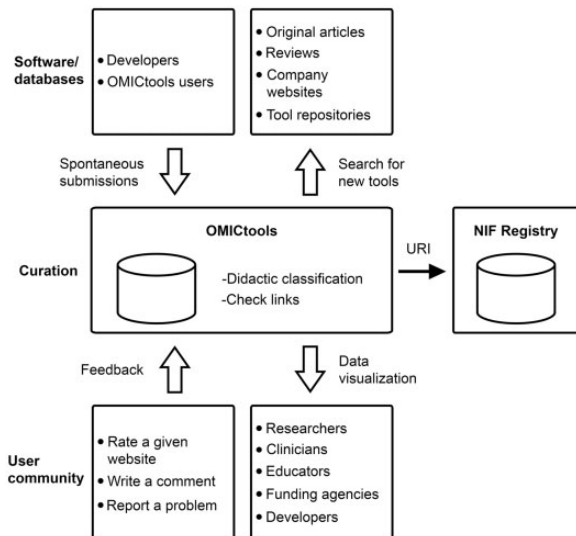 Software/
databases
• Developers
• OMICtools users
• Original articles
• Reviews
• Company
websites
• Tool repositories
Spontaneous
submissions
Search for
new tools
Curation
OMICtools
-Didactic classification
-Check links
URI
NIF Registry
Feedback
Data
visualization
User
community
• Rate a given
website
• Write a comment
• Report a problem
• Researchers
• Clinicians
• Educators
• Funding agencies
• Developers